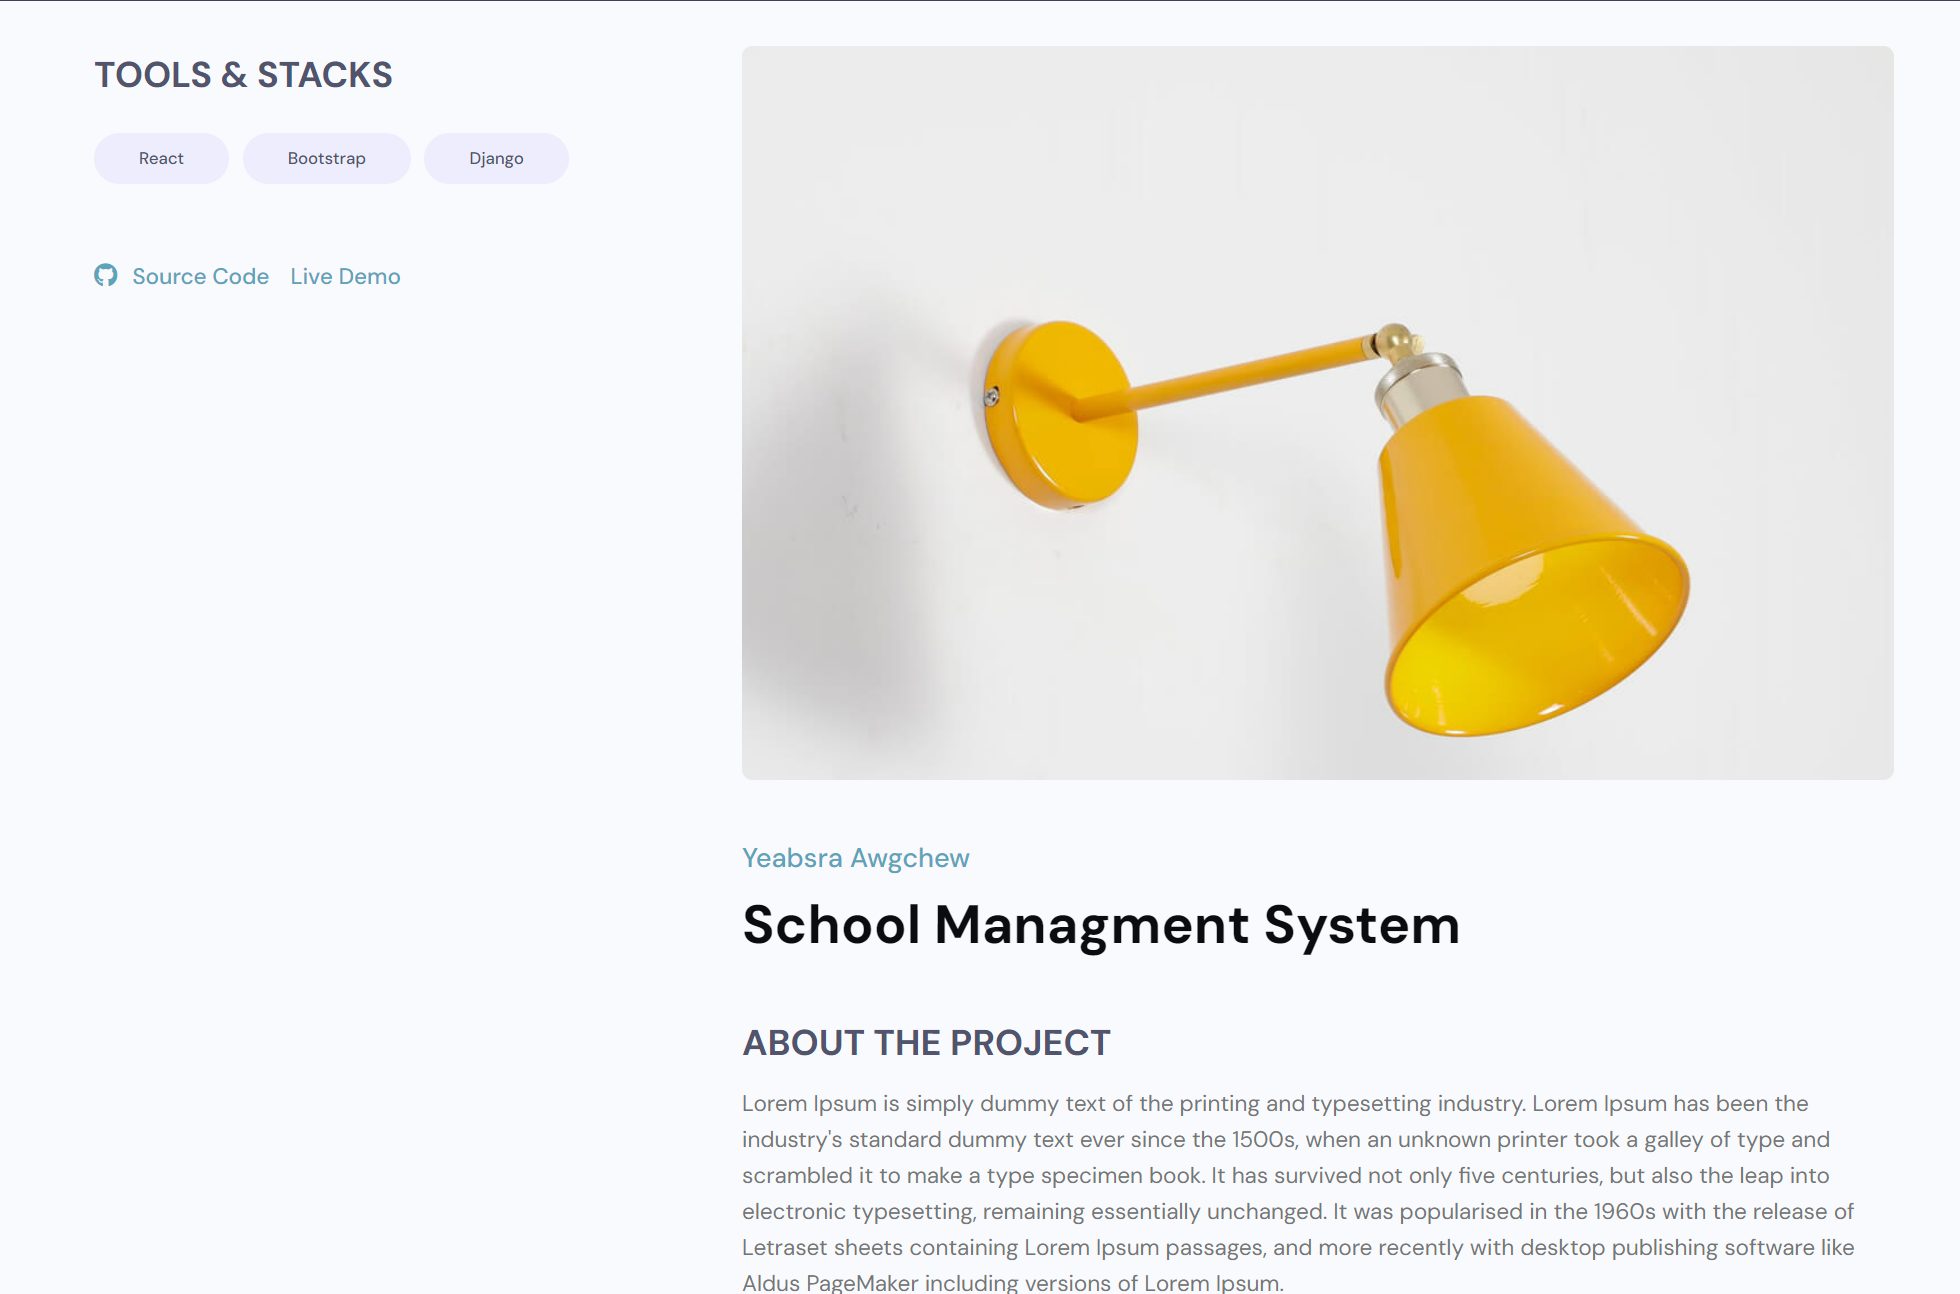 TOOLS & STACKS
React Bootstrap Django
Source Code Live Demo
Yeabsra Awgchew
School Managment System
ABOUT THE PROJECT
Lorem Ipsum is simply dummy text of the printing and typesetting industry. Lorem Ipsum has been the
industry's standard dummy text ever since the 1500s, when an unknown printer took a galley of type and
scrambled it to make a type specimen book. It has survived not only five centuries, but also the leap into
electronic typesetting, remaining essentially unchanged. It was popularised in the 1960s with the release of
Letraset sheets containing Lorem Ipsum passages, and more recently with desktop publishing software like
Aldus PageMaker including versions of Lorem Ipsum.